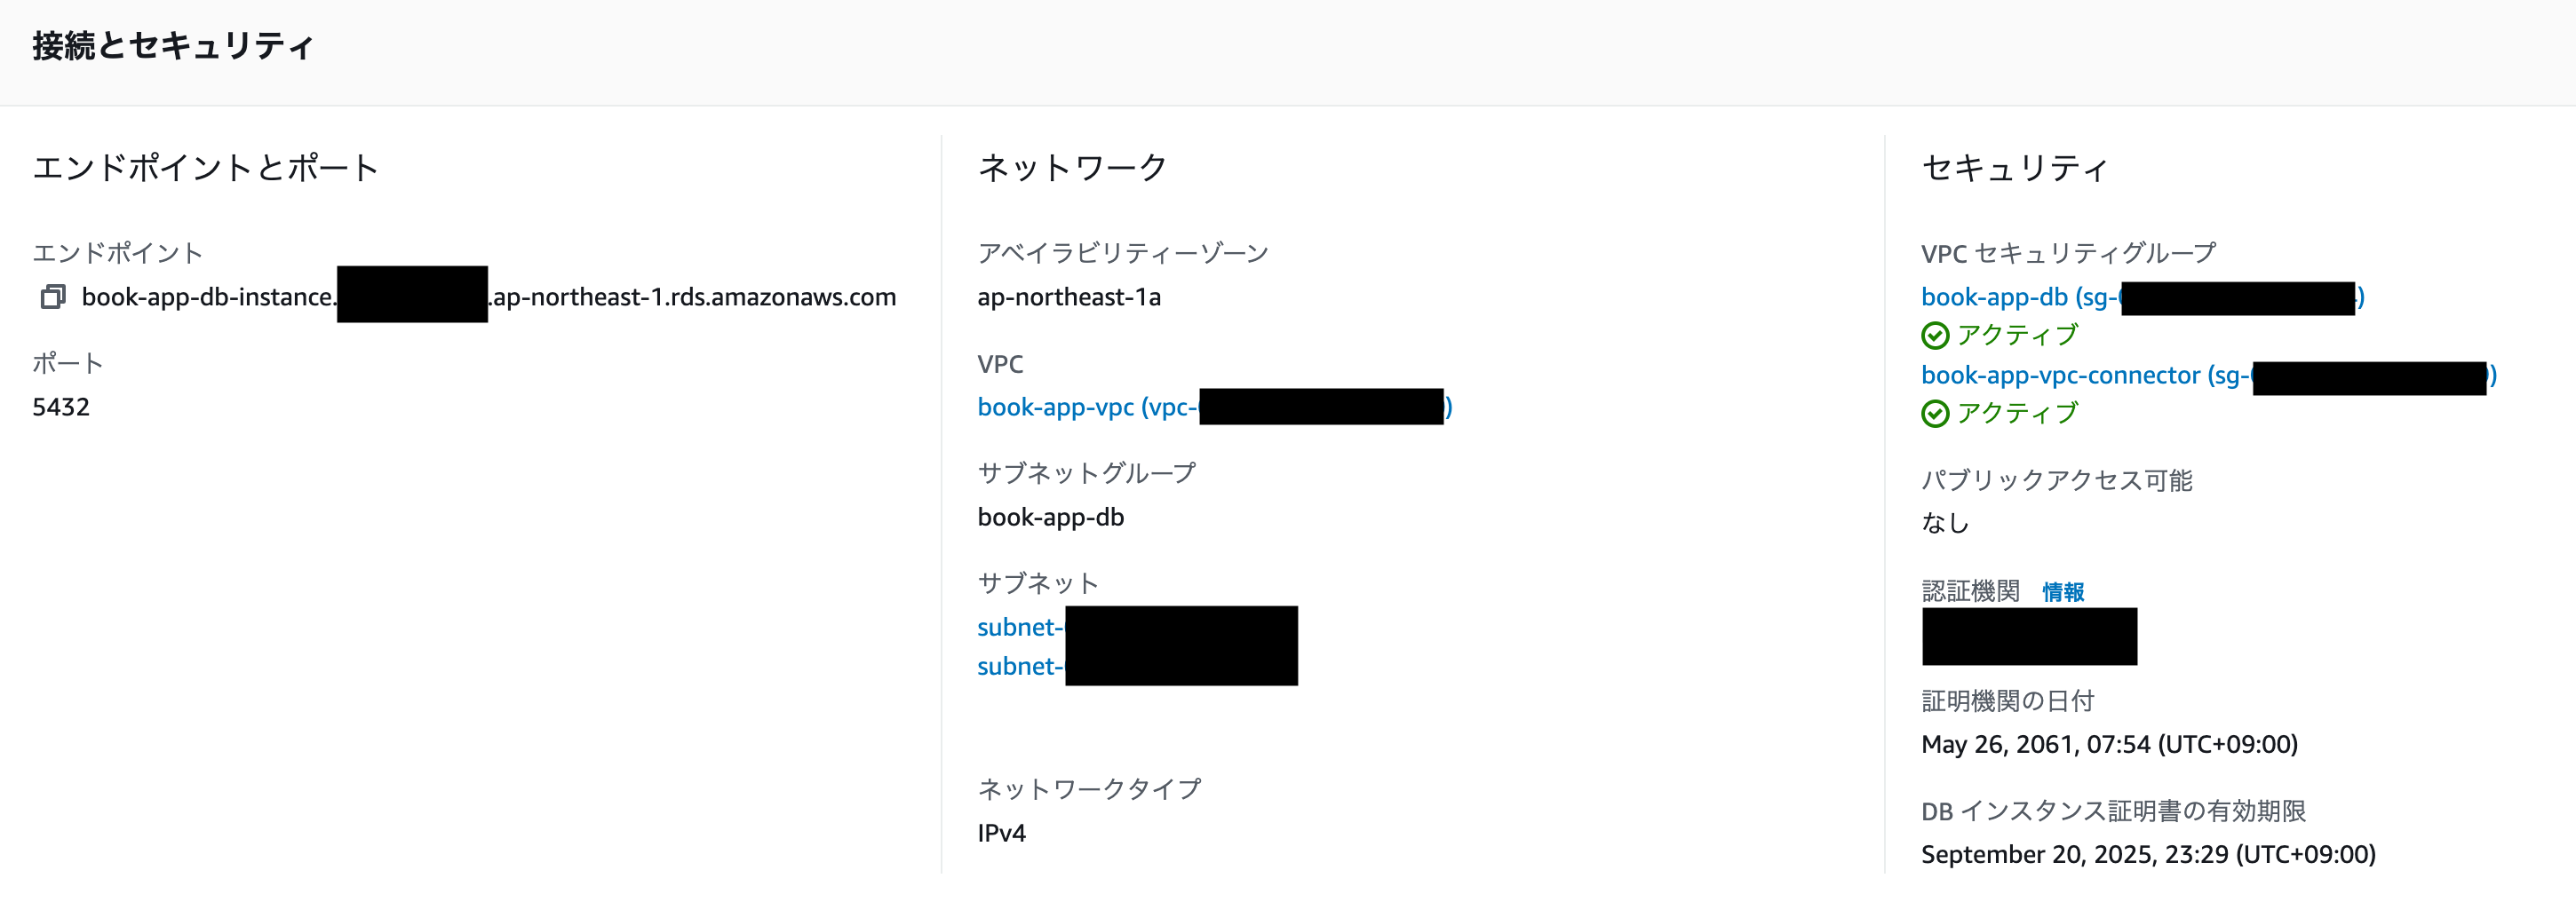 接続とセキュリティ
エンドポイントとポート
エンドポイント
book-app-db-instance. .ap-northeast-1.rds.amazonaws.com
ポート
5432
ネットワーク
アベイラビリティーゾーン
ap-northeast-1a
VPC
book-app-vpc (vpc- )
サブネットグループ
book-app-db
サブネット
subnet-
subnet-
ネットワークタイプ
IPv4
セキュリティ
VPC セキュリティグループ
book-app-db (sg- )
アクティブ
book-app-vpc-connector (sg- )
アクティブ
パブリックアクセス可能
なし
認証機関 情報
証明機関の日付
May 26, 2061, 07:54 (UTC+09:00)
DB インスタンス証明書の有効期限
September 20, 2025, 23:29 (UTC+09:00)